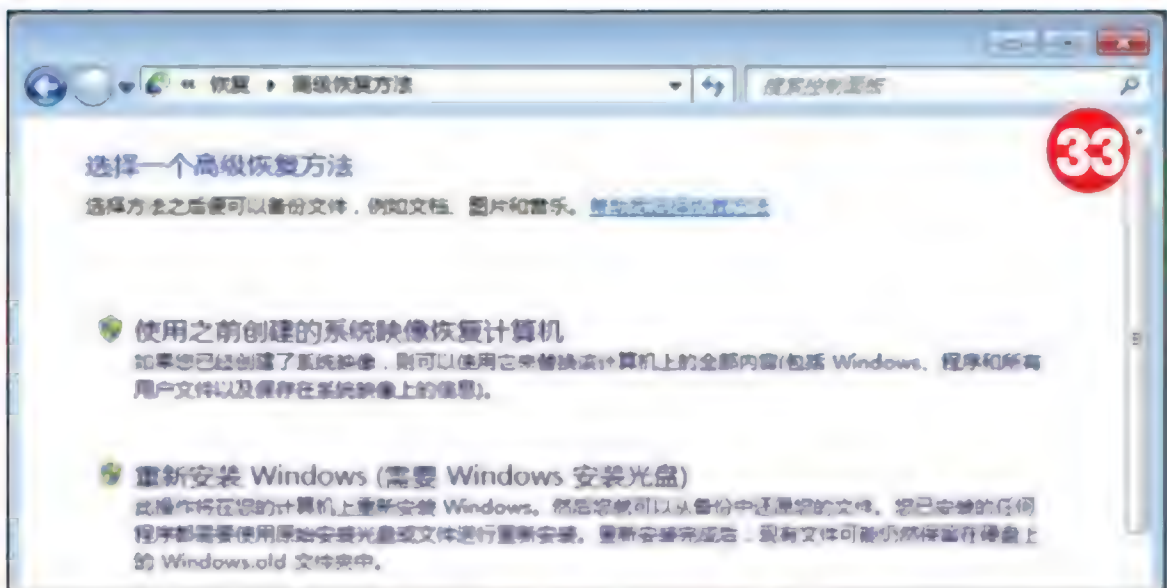 « 恢复 ▸ 高级恢复方法
搜索控制面板
33
选择一个高级恢复方法
选择方法之后便可以备份文件，例如文档、图片和音乐。帮助我选择恢复方法
使用之前创建的系统映像恢复计算机
如果您已经创建了系统映像，则可以使用它来替换该计算机上的全部内容(包括 Windows、程序和所有
用户文件以及保存在系统映像上的信息)。
重新安装 Windows (需要 Windows 安装光盘)
此操作将在您的计算机上重新安装 Windows。然后您就可以从备份中还原您的文件。您已安装的任何
程序都需要使用原始安装光盘或文件进行重新安装。重新安装完成后，现有文件可能仍然保留在硬盘上
的 Windows.old 文件夹中。